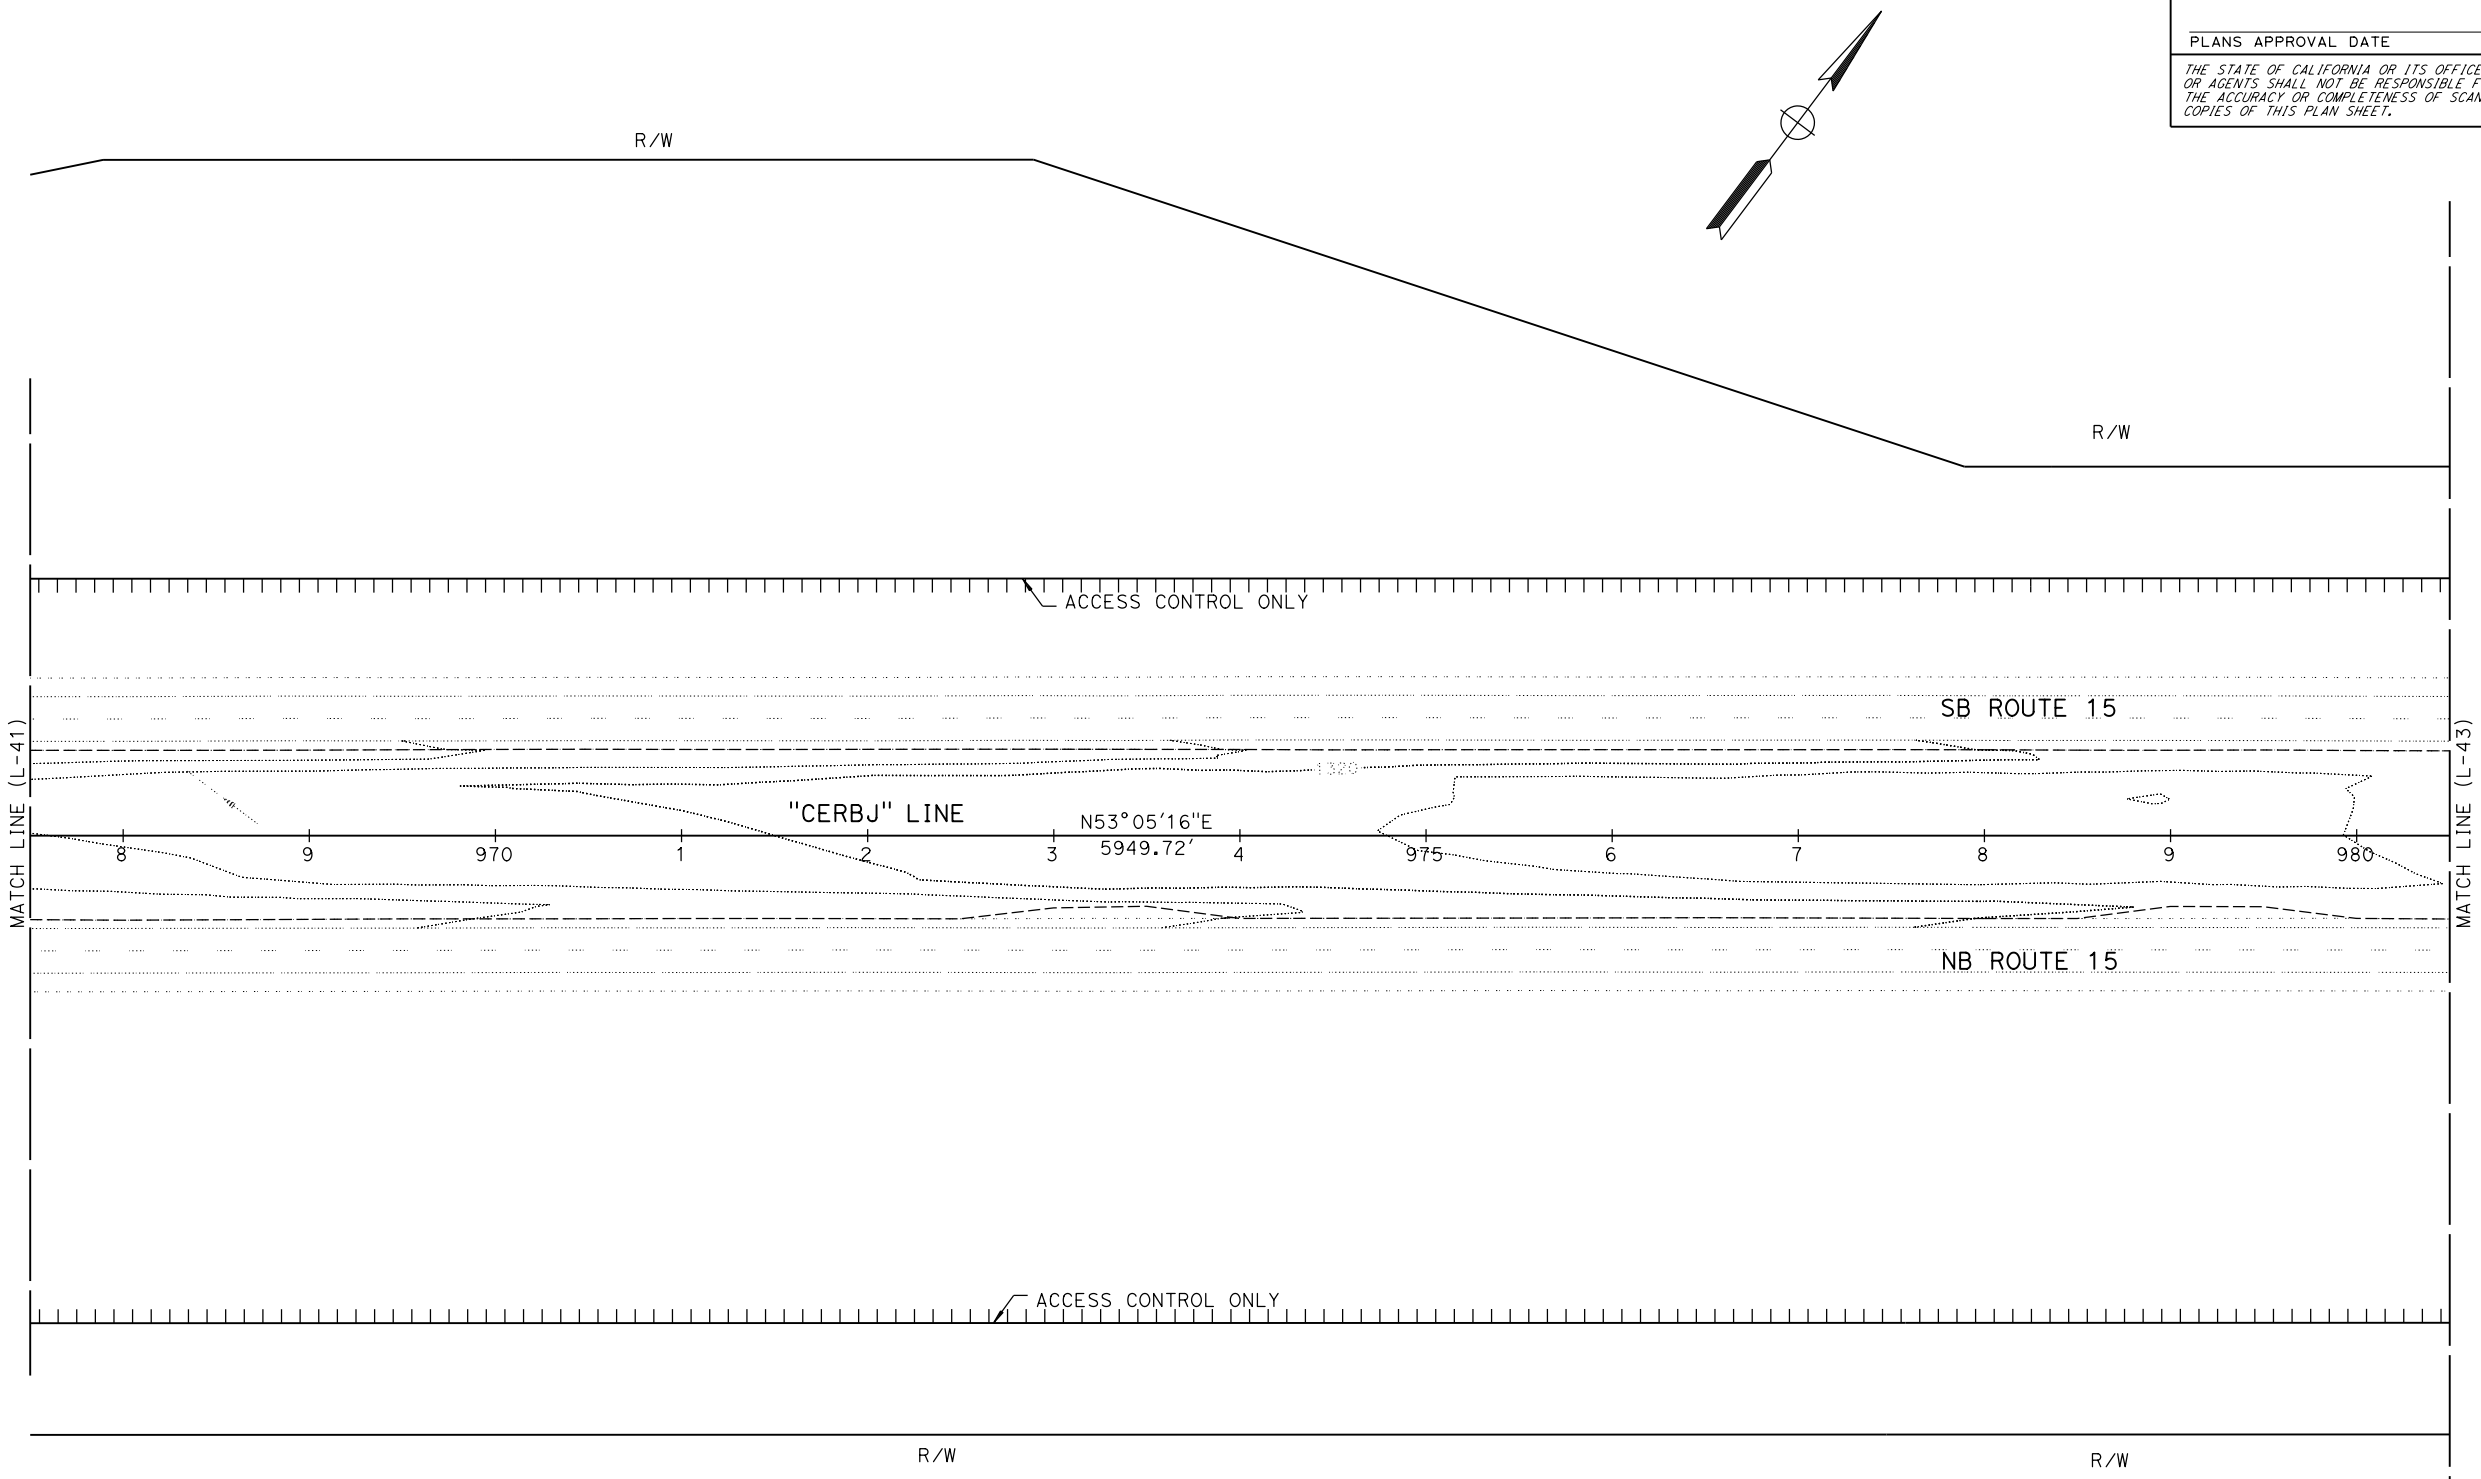 PLANS APPROVAL DATE
THE STATE OF CALIFORNIA OR ITS
OR AGENTS SHALL NOT BE RESPONSIBLE
THE ACCURACY OR COMPLETENESS OF
COPIES OF THIS PLAN SHEET.
R/W
R/W
ACCESS CONTROL ONLY
SB ROUTE 15
MATCH LINE (L-41)
MATCH LINE (L-43)
1320
"CERBJ" LINE
N53°05'16"E
5949.72'
8 9 970 1 2 3 4 975 6 7 8 9 980
NB ROUTE 15
ACCESS CONTROL ONLY
R/W
R/W